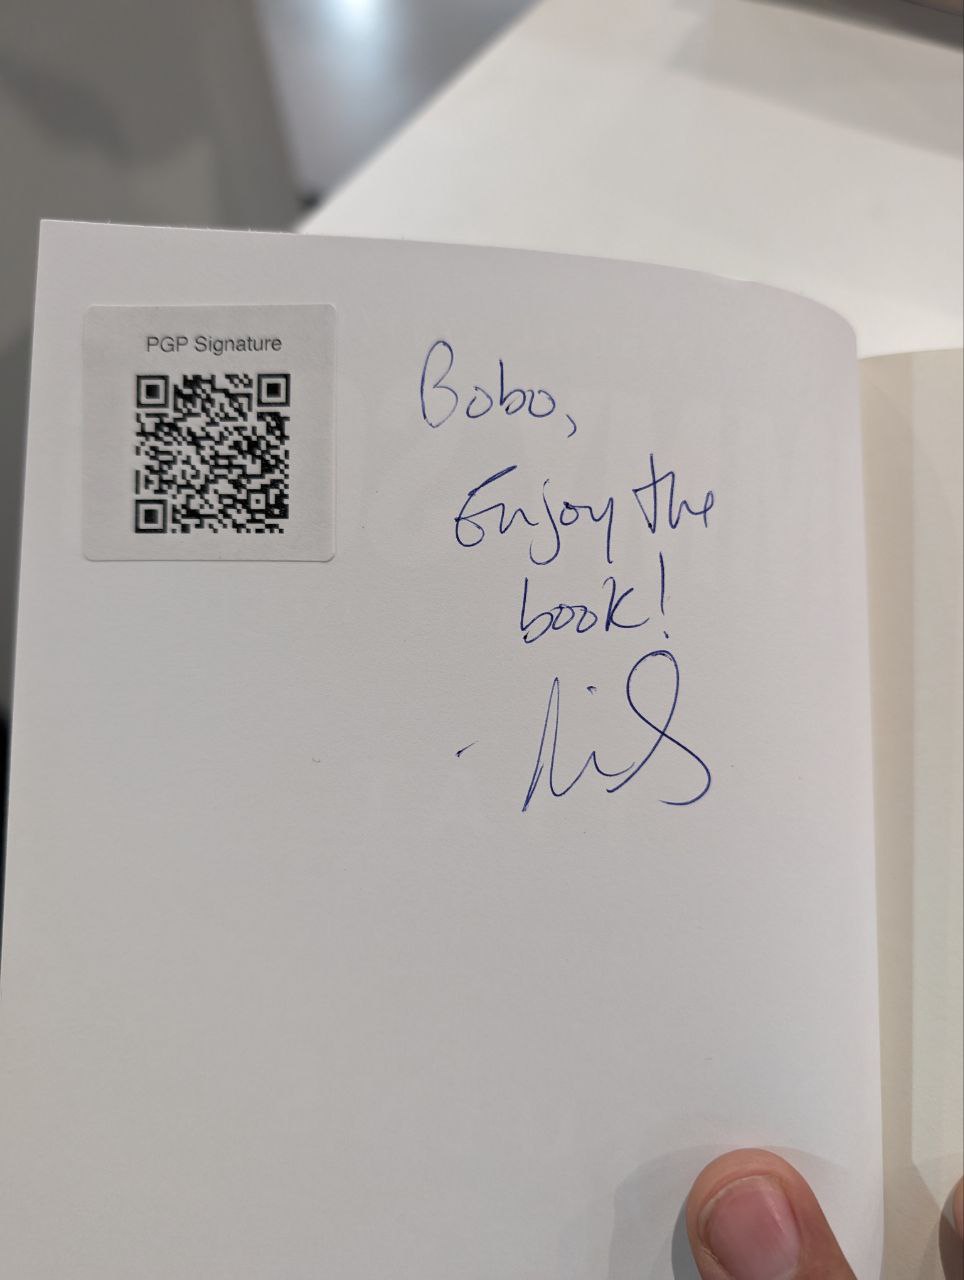 PGP Signature
Bobo,
Enjoy the
book!